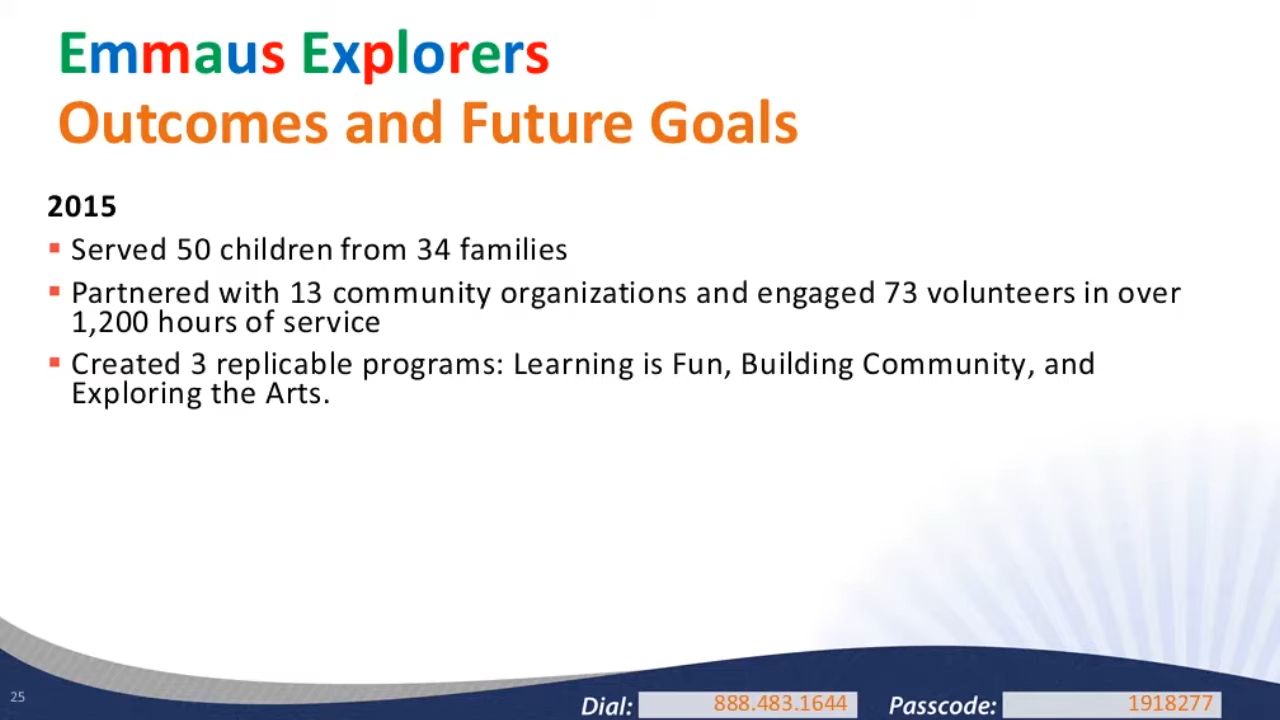 Emmaus Explorers
Outcomes and Future Goals
2015
▪ Served 50 children from 34 families
▪ Partnered with 13 community organizations and engaged 73 volunteers in over
1,200 hours of service
▪ Created 3 replicable programs: Learning is Fun, Building Community, and
Exploring the Arts.
25
Dial: 888.483.1644 Passcode: 1918277